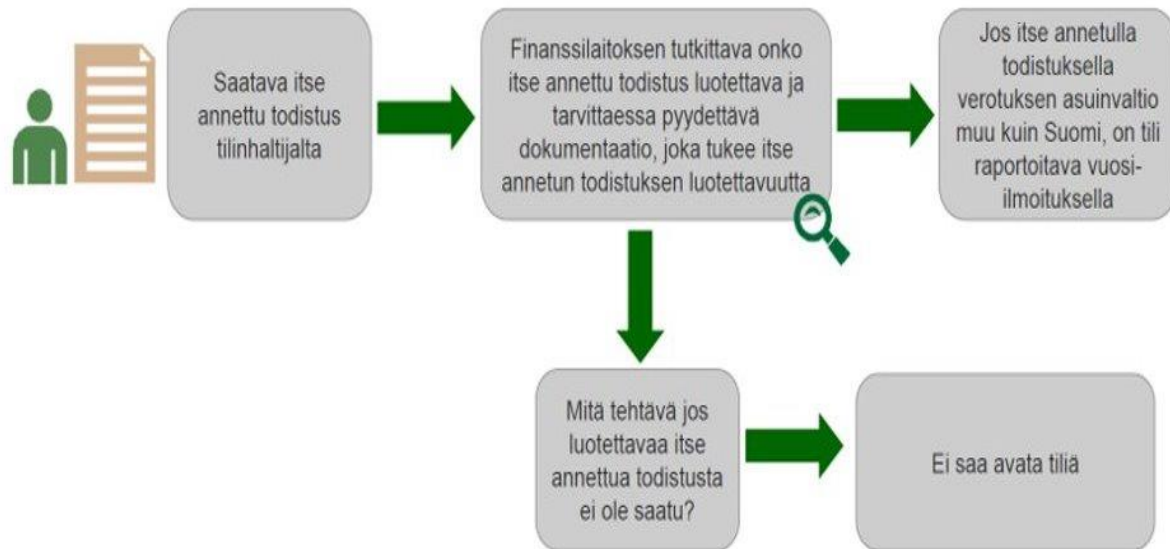 Saatava itse
annettu todistus
tilinhaltijalta
Finanssilaitoksen tutkittava onko
itse annettu todistus luotettava ja
tarvittaessa pyydettävä
dokumentaatio, joka tukee itse
annetun todistuksen luotettavuutta
Jos itse annetulla
todistuksella
verotuksen asuinvaltio
muu kuin Suomi, on tili
raportoitava vuosi-
ilmoituksella
Mitä tehtävä jos
luotettavaa itse
annettua todistusta
ei ole saatu?
Ei saa avata tiliä